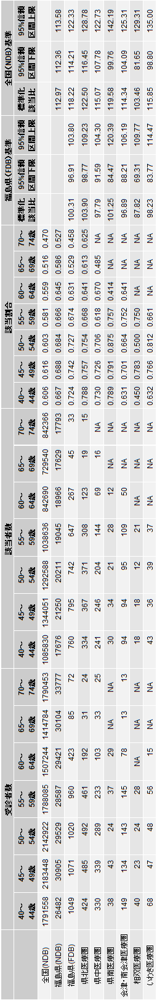 受診者数 該当者数 該当割合 福島県(FDB)基準 全国(NDB)基準
40～ 45～ 50～ 55～ 60～ 65～ 70～ 40～ 45～ 50～ 55～ 60～ 65～ 70～ 40～ 45～ 50～ 55～ 60～ 65～ 70～ 標準化 95%信頼 95%信頼 標準化 95%信頼 95%信頼
44歳 49歳 54歳 59歳 64歳 69歳 74歳 44歳 49歳 54歳 59歳 64歳 69歳 74歳 44歳 49歳 54歳 59歳 64歳 69歳 74歳 該当比 区間下限 区間上限 該当比 区間下限 区間上限
全国(NDB) 1791558 2183448 2142922 1788085 1507244 1414784 1790453 1085830 1344051 1292588 1038636 842690 729540 842366 0.606 0.616 0.603 0.581 0.559 0.516 0.470
福島県(NDB) 26482 30905 29529 28587 29421 30104 33777 17676 21250 20211 19045 18966 17629 17793 0.667 0.688 0.684 0.666 0.645 0.586 0.527 112.97 112.36 113.58
福島県(FDB) 1049 1071 1020 960 423 85 72 760 795 742 647 267 45 33 0.724 0.742 0.727 0.674 0.631 0.529 0.458 100.31 96.91 103.80 118.22 114.21 122.33
県北医療圏 424 485 492 461 192 31 24 334 367 371 308 123 19 15 0.788 0.757 0.754 0.668 0.641 0.613 0.625 103.90 98.77 109.23 122.50 116.45 128.78
県中医療圏 330 339 289 233 103 33 25 241 246 204 144 69 16 NA 0.730 0.726 0.706 0.618 0.670 0.485 NA 97.79 91.59 104.30 115.07 107.78 122.73
県南医療圏 38 43 24 37 29 NA NA 30 34 21 28 12 NA NA 0.789 0.791 0.875 0.757 0.414 NA NA 101.25 84.47 120.39 119.58 99.76 142.19
会津・南会津医療圏 149 134 143 145 78 13 13 94 94 95 109 50 NA NA 0.631 0.701 0.664 0.752 0.641 NA NA 96.89 88.21 106.19 114.34 104.09 125.31
相双医療圏 40 23 24 28 NA NA NA 18 18 12 21 NA NA NA 0.450 0.783 0.500 0.750 NA NA NA 87.82 69.31 109.77 103.46 81.65 129.31
いわき医療圏 68 47 48 56 15 NA NA 43 36 39 37 NA NA NA 0.632 0.766 0.812 0.661 NA NA NA 98.23 83.77 114.47 115.85 98.80 135.00